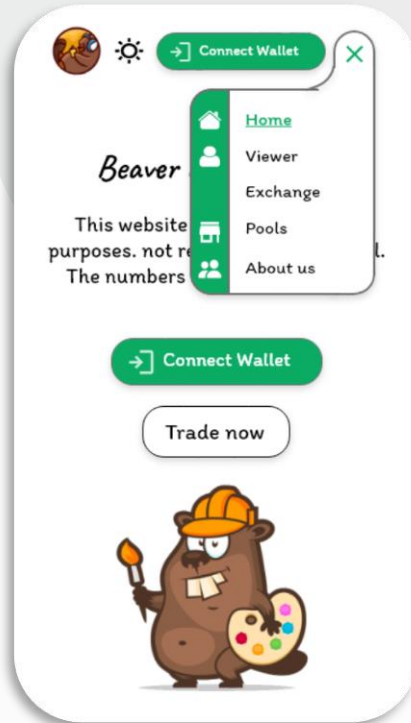 Connect Wallet
Home
Viewer
Beaver
Exchange
This website
Pools
purposes. not re
l.
The numbers
About us
Connect Wallet
Trade now